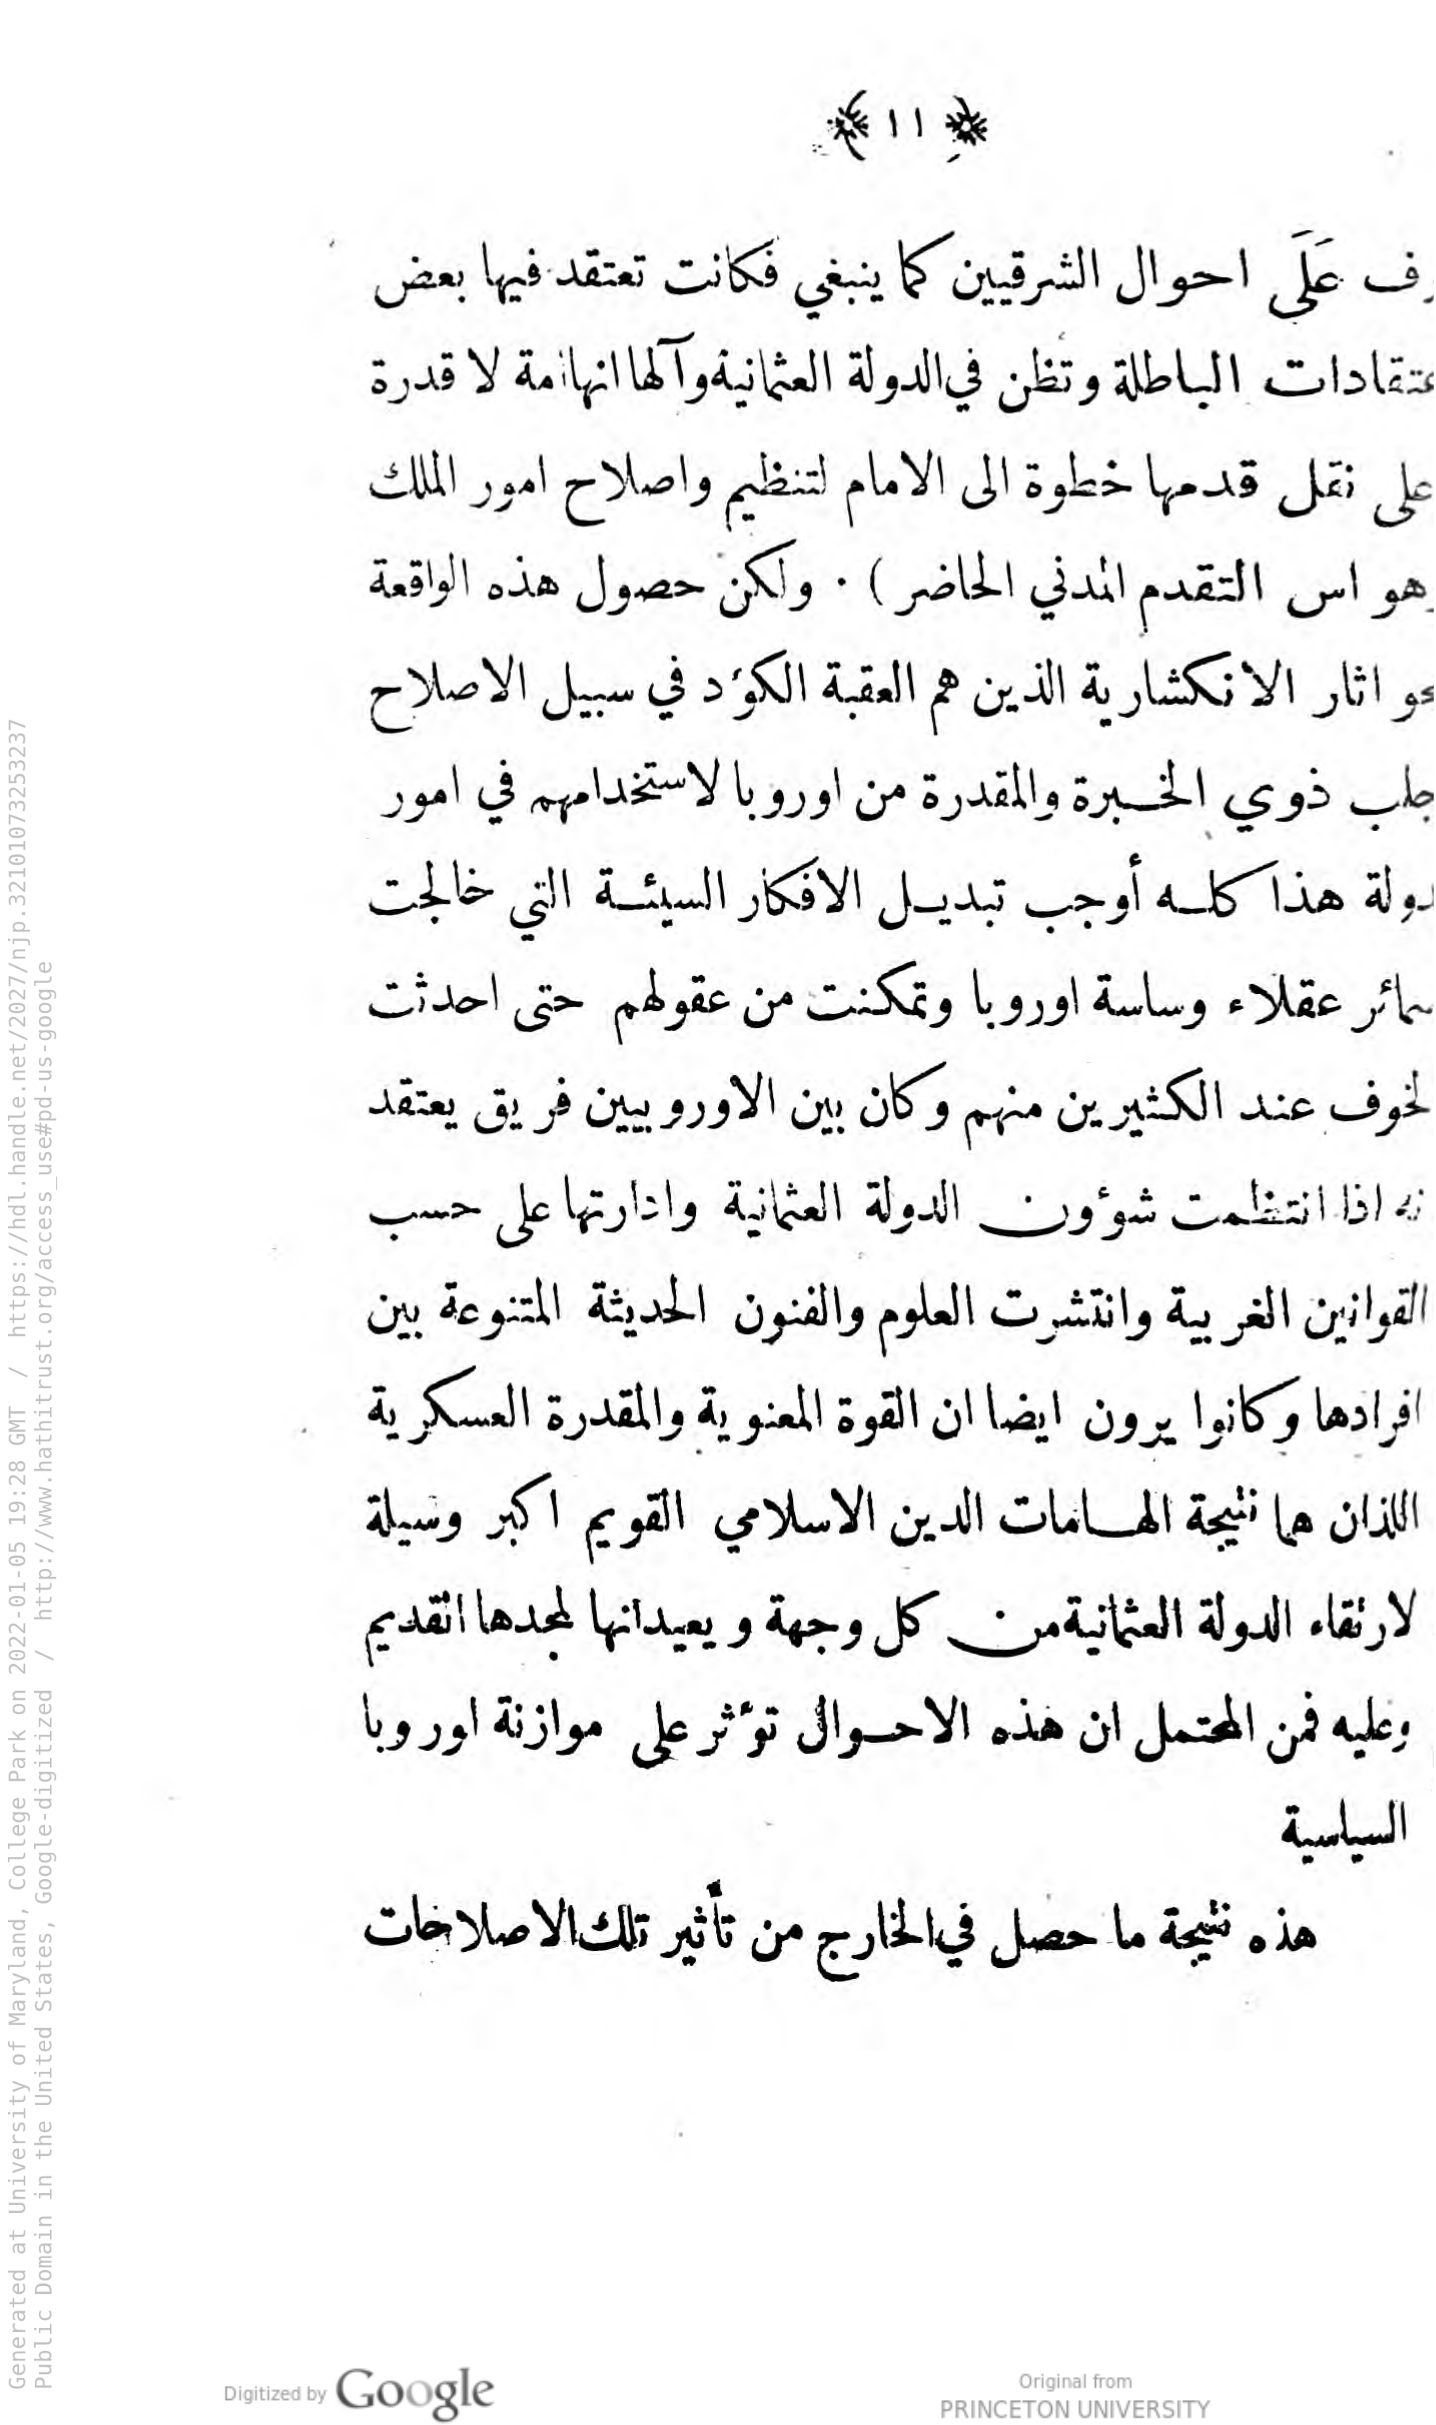 ﴿ ١١ ﴾
رف عَلَى احوال الشرقيين كما ينبغي فكانت تعتقد فيها بعض
عتقادات الباطلة وتظن في الدولة العثمانية وآلها انها امة لا قدرة
على نقل قدمها خطوة الى الامام لتنظيم واصلاح امور الملك
وهو اس التقدم المدني الحاضر ) ٠ ولكن حصول هذه الواقعة
حو اثار الانكشارية الذين هم العقبة الكؤد في سبيل الاصلاح
جلب ذوي الخبرة والمقدرة من اوروبا لاستخدامهم في امور
دولة هذا كله أوجب تبديل الافكار السيئة التي خالجت
مائر عقلاء وساسة اوروبا وتمكنت من عقولهم حتى احدثت
لخوف عند الكثيرين منهم وكان بين الاوروبيين فريق يعتقد
نه اذا انتظمت شؤون الدولة العثمانية وادارتها على حسب
القوانين الغربية وانتشرت العلوم والفنون الحديثة المتنوعة بين
افرادها وكانوا يرون ايضا ان القوة المعنوية والمقدرة العسكرية
اللذان هما نتيجة الهامات الدين الاسلامي القويم اكبر وسيلة
لارتقاء الدولة العثمانية من كل وجهة ويعيدانها لمجدها القديم
وعليه فمن المحتمل ان هذه الاحوال تؤثر على موازنة اوروبا
السياسية
هذه نتيجة ما حصل في الخارج من تأثير تلك الاصلاحات
Generated at University of Maryland, College Park on 2022-01-05 19:28 GMT / https://hdl.handle.net/2027/njp.32101073253237
Public Domain in the United States, Google-digitized / http://www.hathitrust.org/access_use#pd-us-google
Digitized by Google
Original from
PRINCETON UNIVERSITY